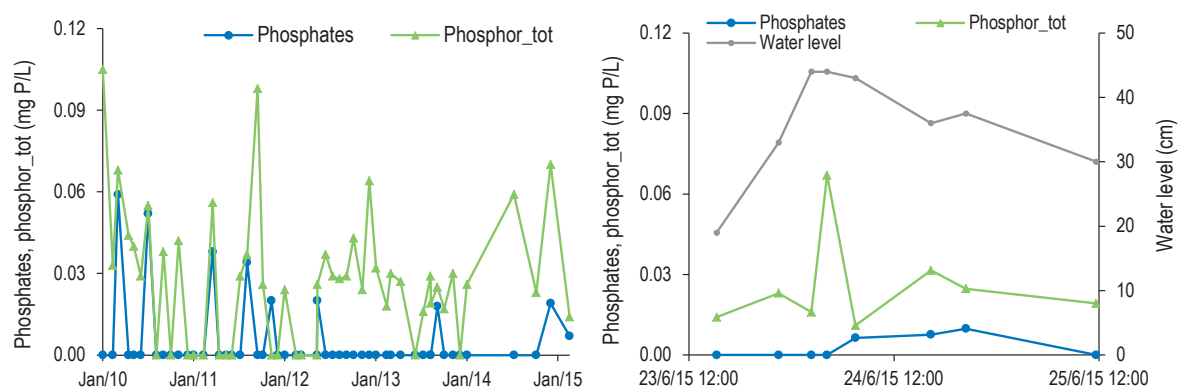 Phosphates
Phosphor_tot
Phosphates, phosphor_tot (mg P/L)
0.12
0.09
0.06
0.03
0.00
Jan/10
Jan/11
Jan/12
Jan/13
Jan/14
Jan/15
Phosphates
Phosphor_tot
Water level
Phosphates, phosphor_tot (mg P/L)
0.12
0.09
0.06
0.03
0.00
50
40
30
20
10
0
Water level (cm)
23/6/15 12:00
24/6/15 12:00
25/6/15 12:00